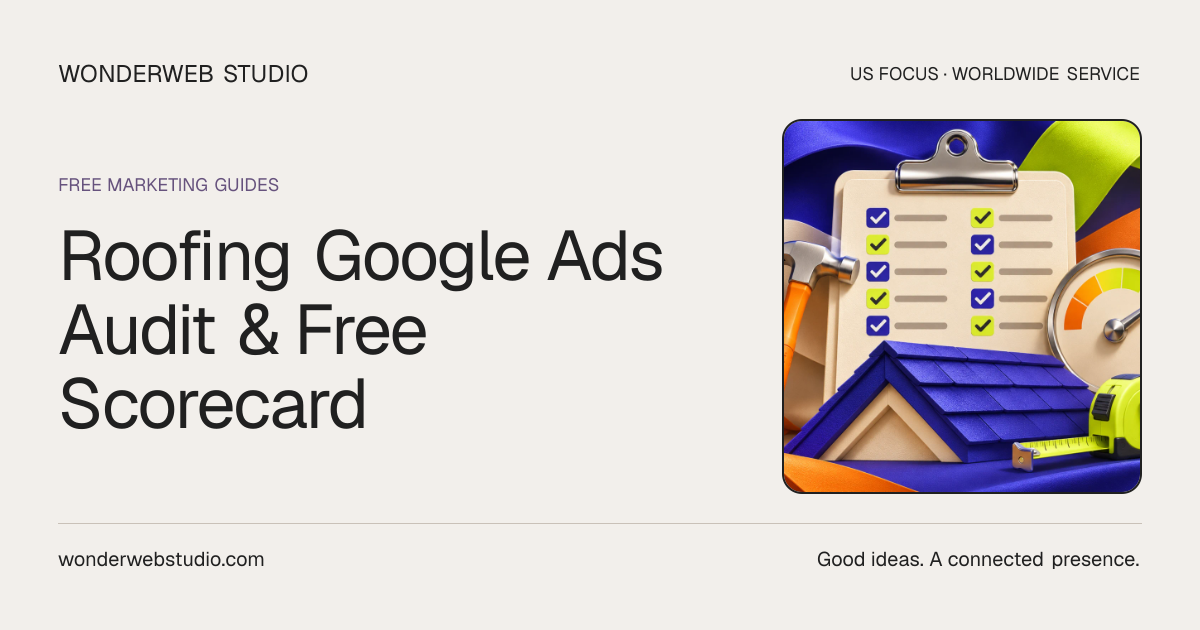 WONDERWEB STUDIO
US FOCUS · WORLDWIDE SERVICE
FREE MARKETING GUIDES
Roofing Google Ads
Audit & Free
Scorecard
wonderwebstudio.com
Good ideas. A connected presence.